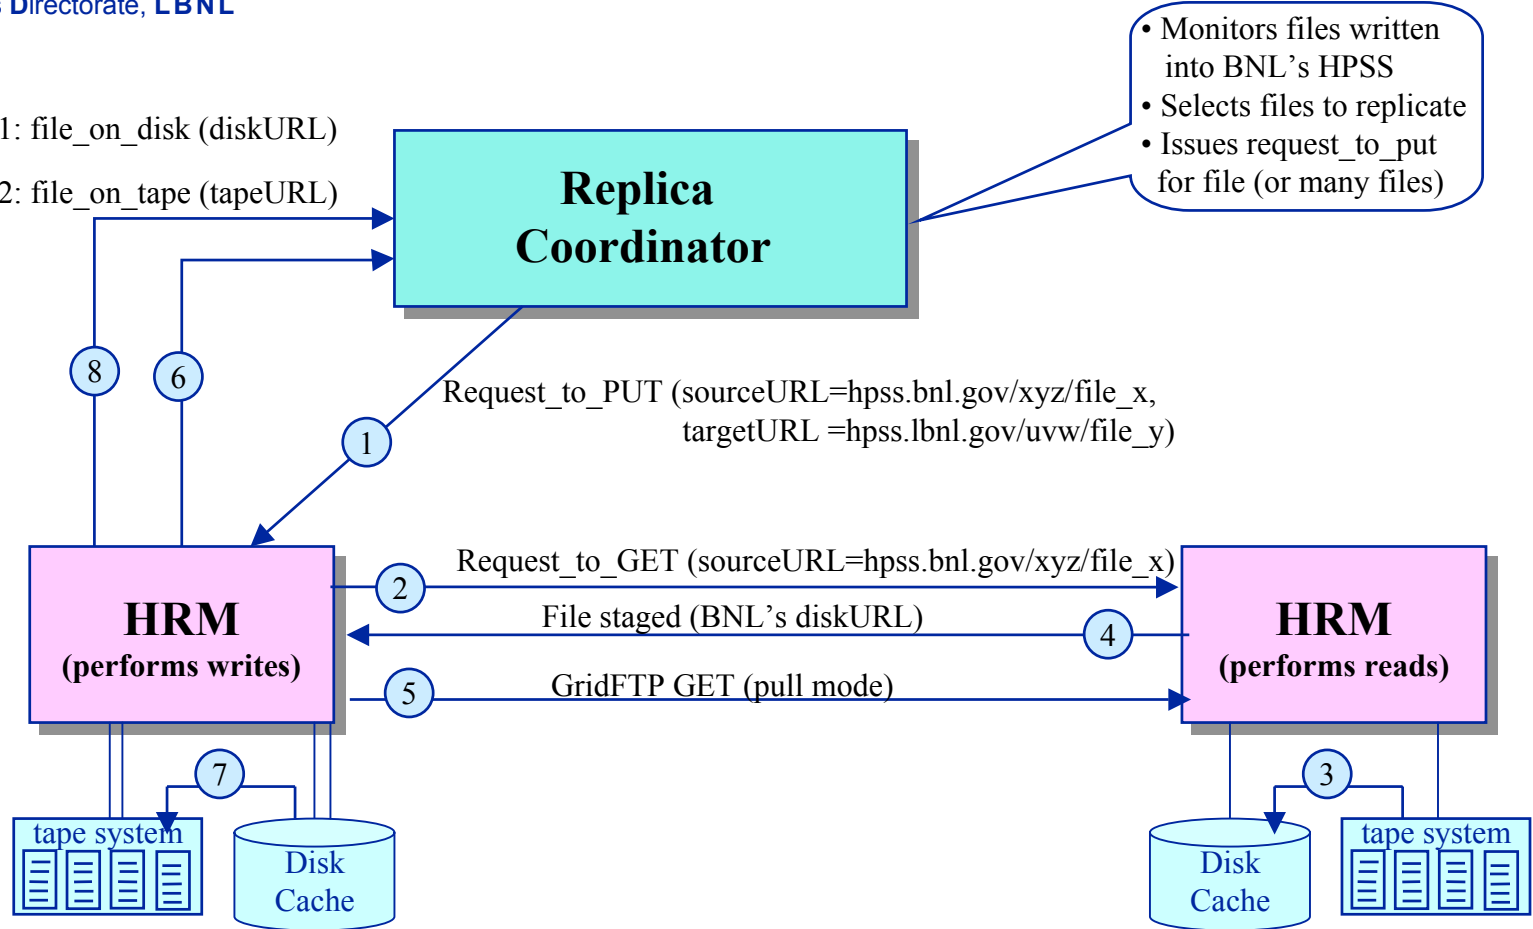 Directorate, LBNL
• Monitors files written
into BNL's HPSS
• Selects files to replicate
• Issues request_to_put
for file (or many files)
1: file_on_disk (diskURL)
2: file_on_tape (tapeURL)
Replica
Coordinator
8
6
1
Request_to_PUT (sourceURL=hpss.bnl.gov/xyz/file_x,
targetURL =hpss.lbnl.gov/uvw/file_y)
HRM
(performs writes)
2
Request_to_GET (sourceURL=hpss.bnl.gov/xyz/file_x)
File staged (BNL's diskURL)
4
5
GridFTP GET (pull mode)
HRM
(performs reads)
7
3
tape system
Disk
Cache
Disk
Cache
tape system